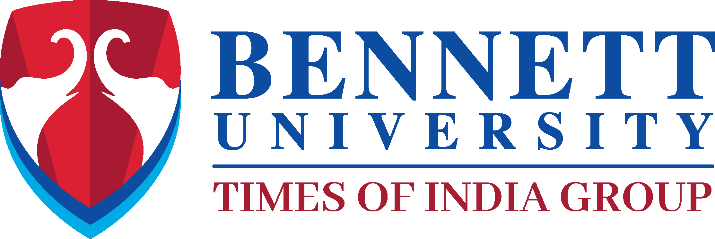 BENNETT
UNIVERSITY
TIMES OF INDIA GROUP